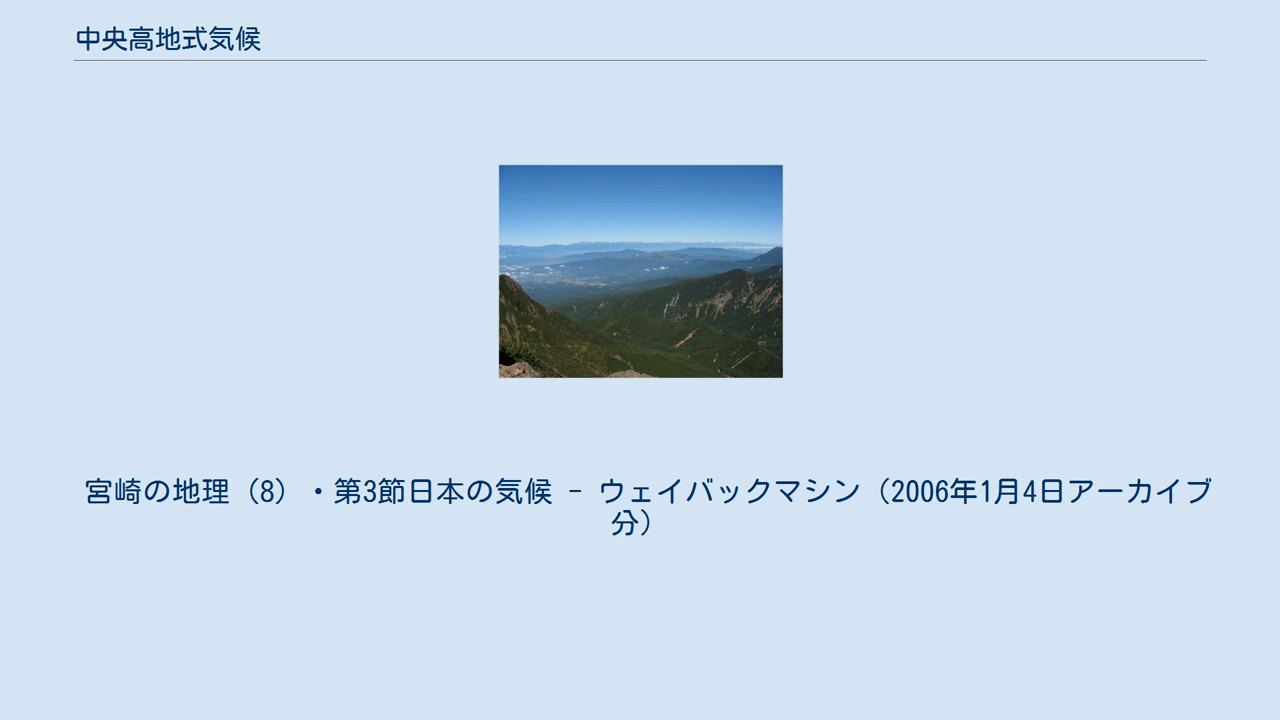 中央高地式気候
宮崎の地理（8）・第3節日本の気候 - ウェイバックマシン（2006年1月4日アーカイブ
分）